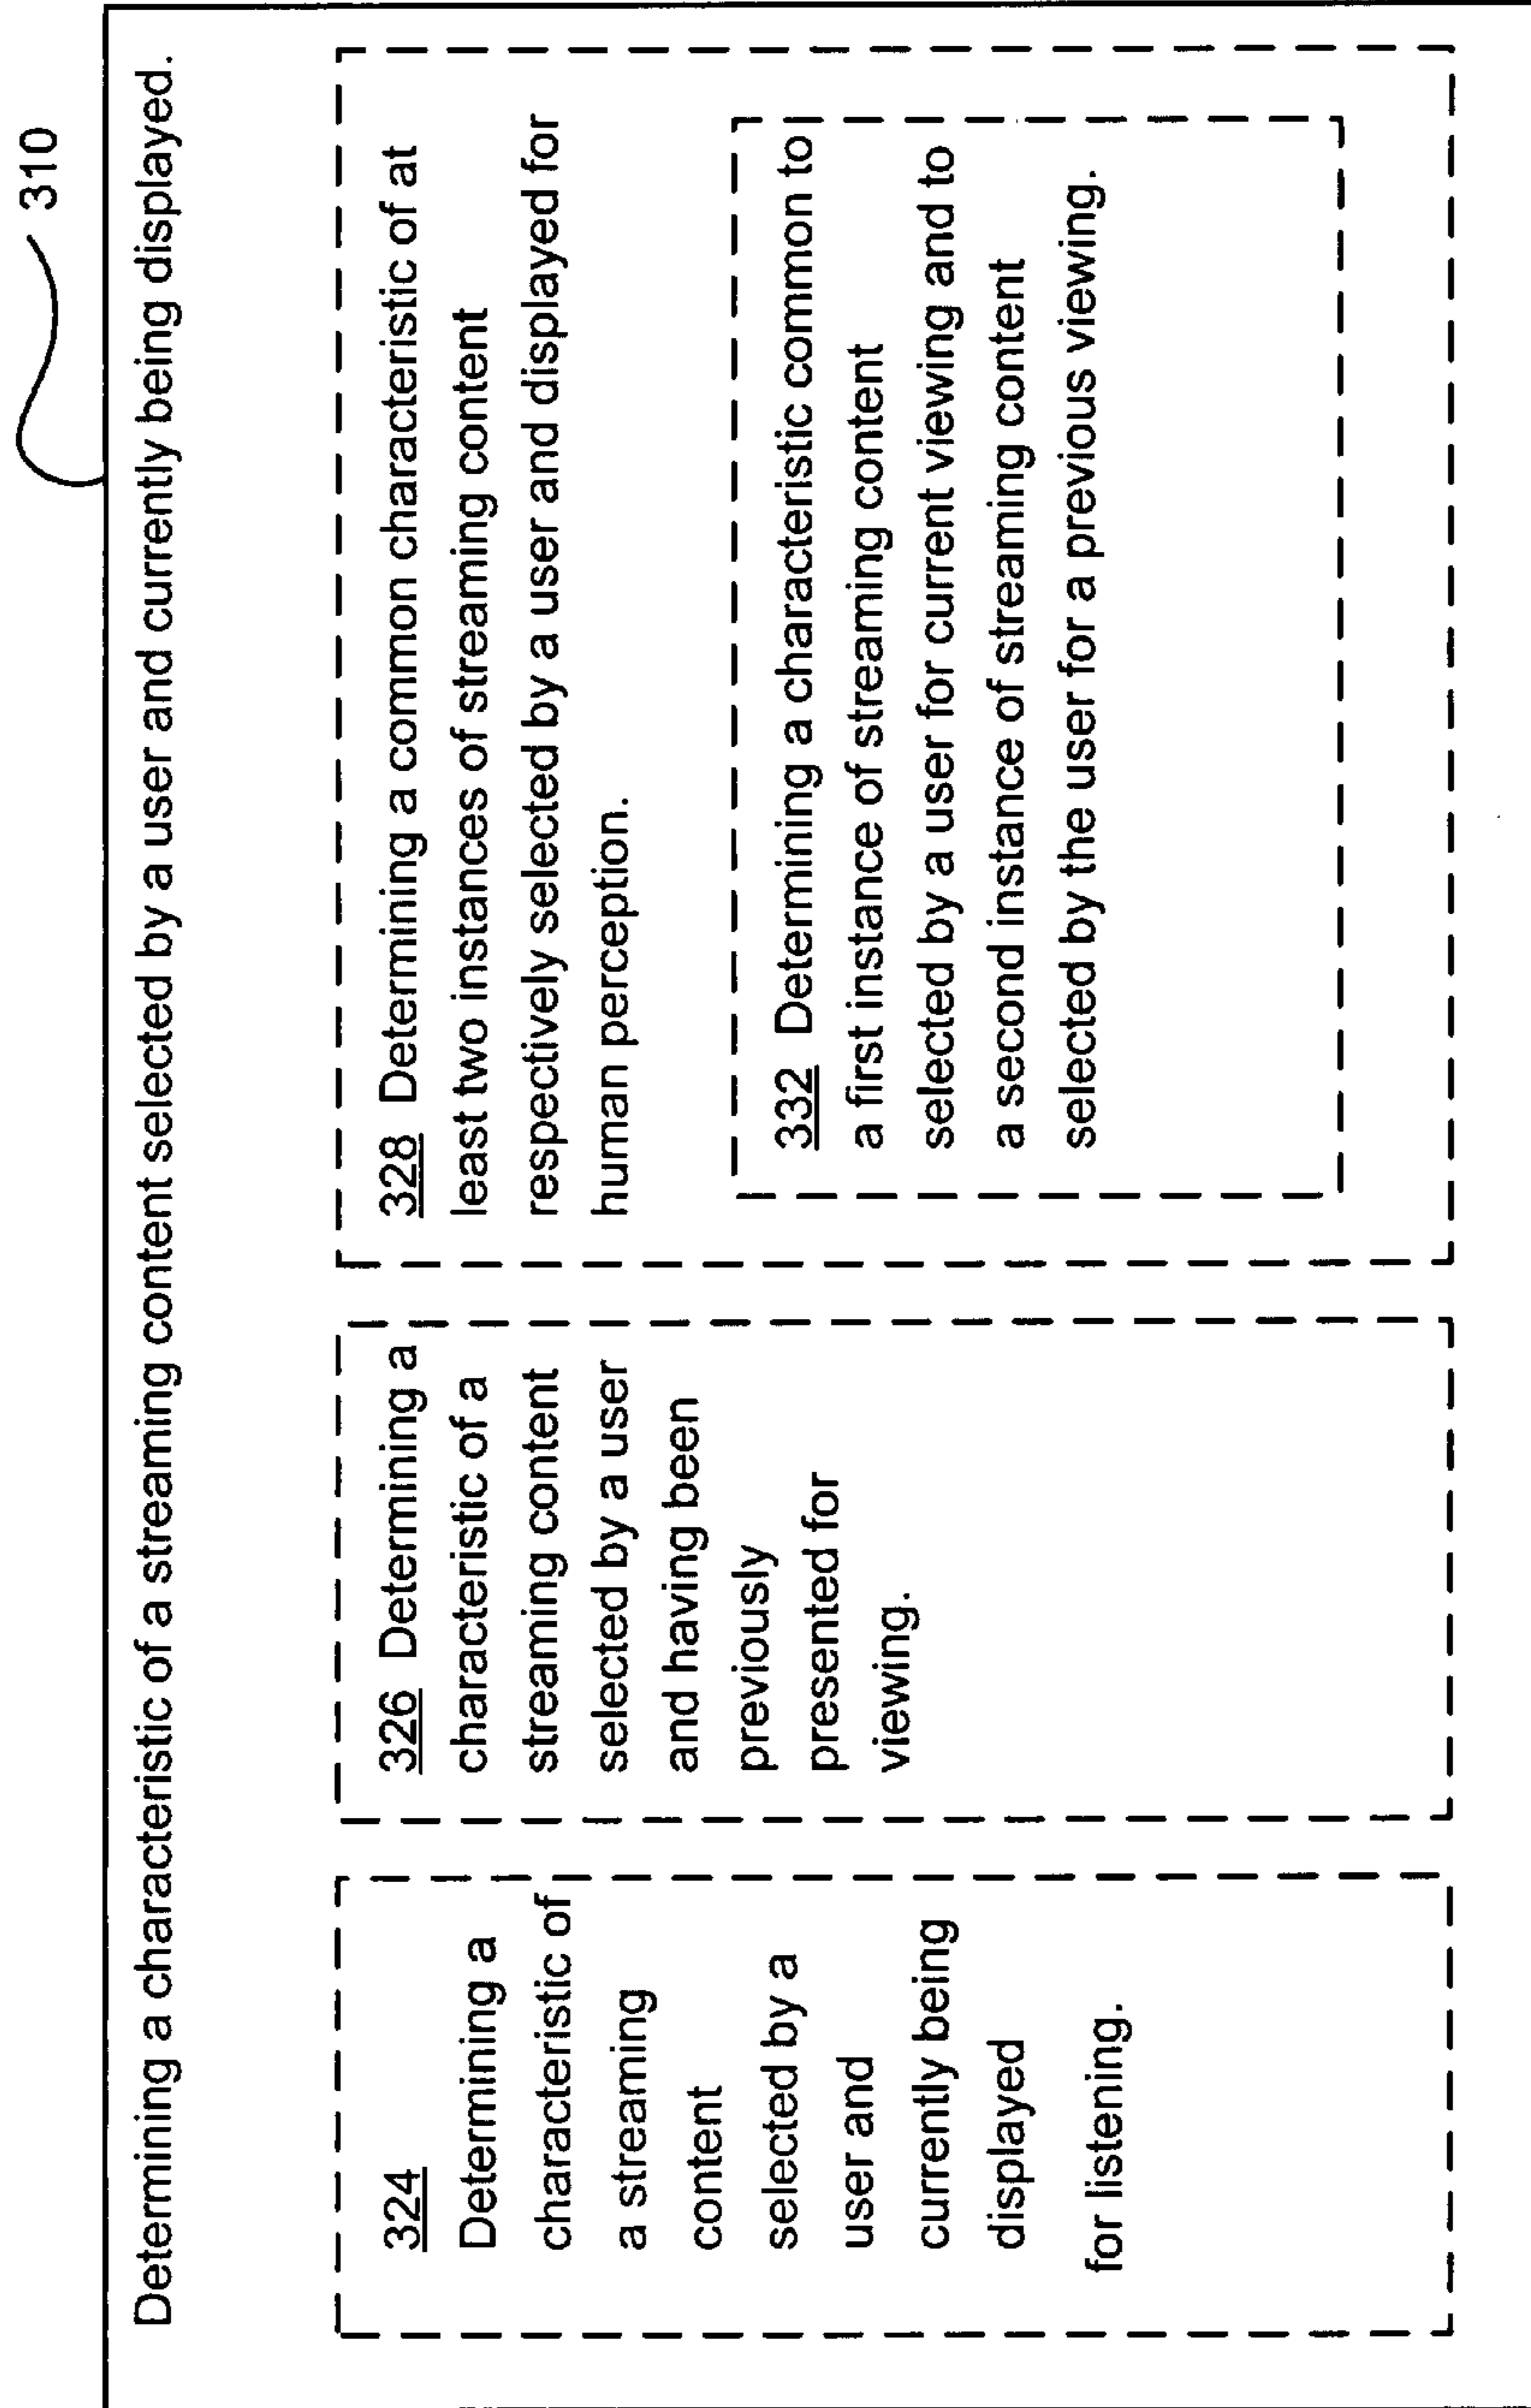 310
Determining a characteristic of a streaming content selected by a user and currently being displayed.
324
Determining a
characteristic of
a streaming
content
selected by a
user and
currently being
displayed
for listening.
326 Determining a
characteristic of a
streaming content
selected by a user
and having been
previously
presented for
viewing.
328 Determining a common characteristic of at
least two instances of streaming content
respectively selected by a user and displayed for
human perception.
332 Determining a characteristic common to
a first instance of streaming content
selected by a user for current viewing and to
a second instance of streaming content
selected by the user for a previous viewing.